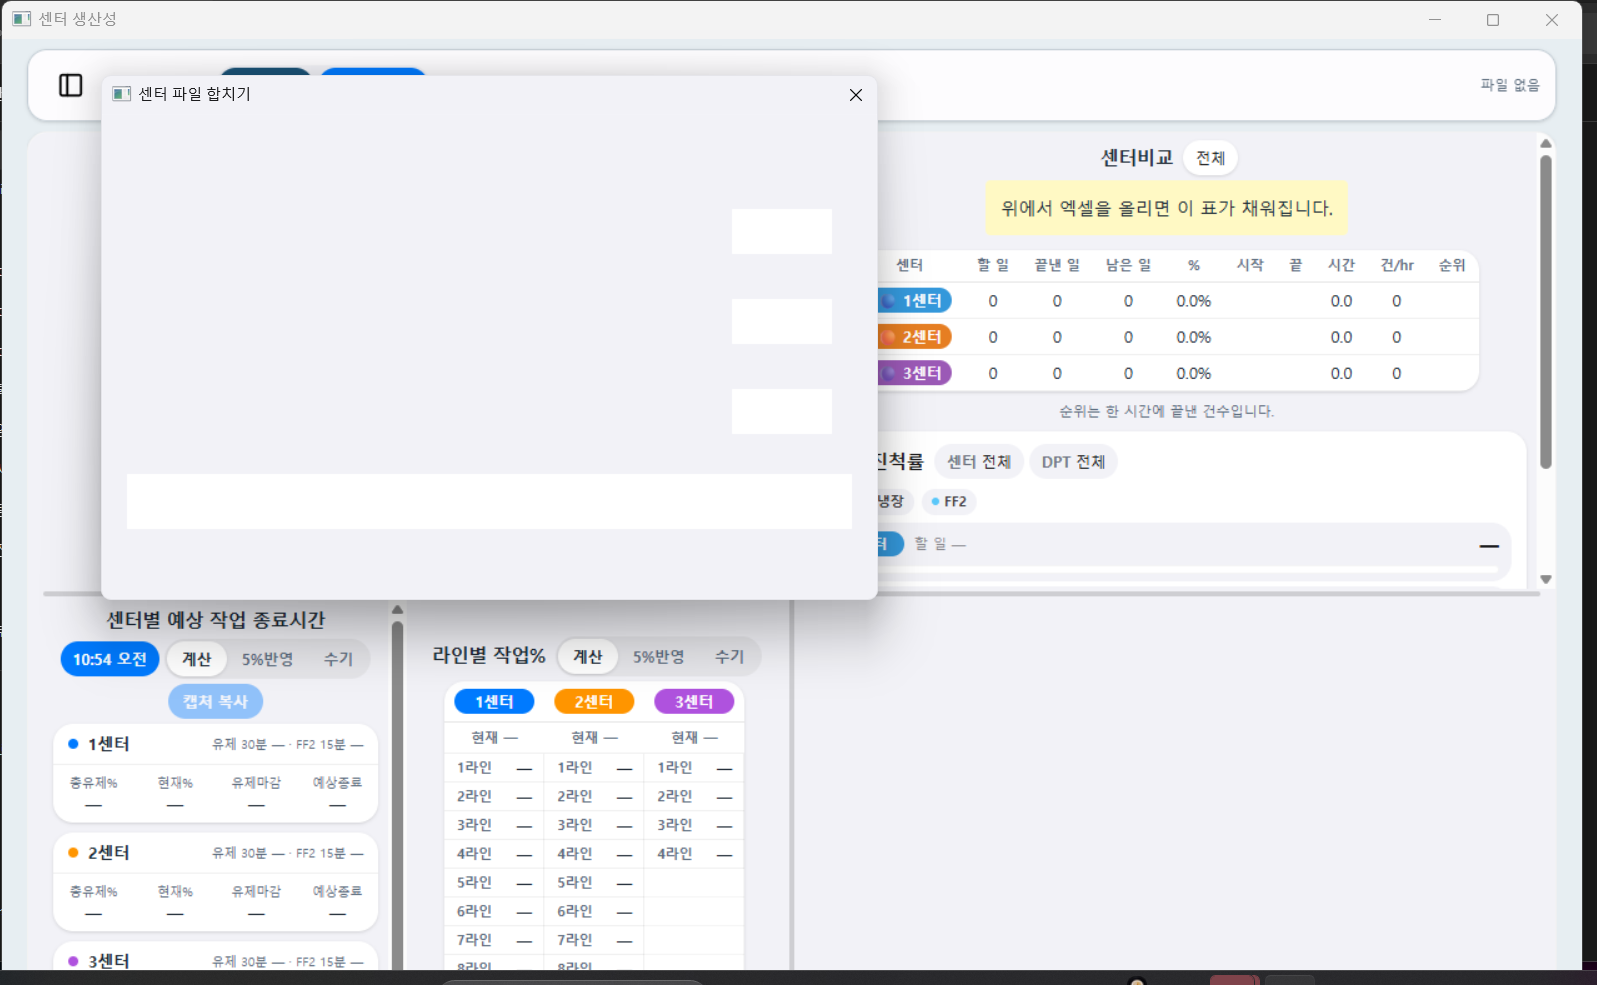 센터 생산성
파일 없음
센터 파일 합치기
센터비교 전체
위에서 엑셀을 올리면 이 표가 채워집니다.
센터 할 일 끝낸 일 남은 일 % 시작 끝 시간 건/hr 순위
1센터 0 0 0 0.0% 0.0 0
2센터 0 0 0 0.0% 0.0 0
3센터 0 0 0 0.0% 0.0 0
순위는 한 시간에 끝낸 건수입니다.
진척률 센터 전체 DPT 전체
냉장 FF2
터 할 일 — —
센터별 예상 작업 종료시간
10:54 오전 계산 5%반영 수기
캡처 복사
1센터 유제 30분 — · FF2 15분 —
총유제% 현재% 유제마감 예상종료
— — — —
2센터 유제 30분 — · FF2 15분 —
총유제% 현재% 유제마감 예상종료
— — — —
3센터 유제 30분 — · FF2 15분 —
라인별 작업% 계산 5%반영 수기
1센터 2센터 3센터
현재 — 현재 — 현재 —
1라인 — 1라인 — 1라인 —
2라인 — 2라인 — 2라인 —
3라인 — 3라인 — 3라인 —
4라인 — 4라인 — 4라인 —
5라인 — 5라인 —
6라인 — 6라인 —
7라인 — 7라인 —
8라인 — 8라인 —